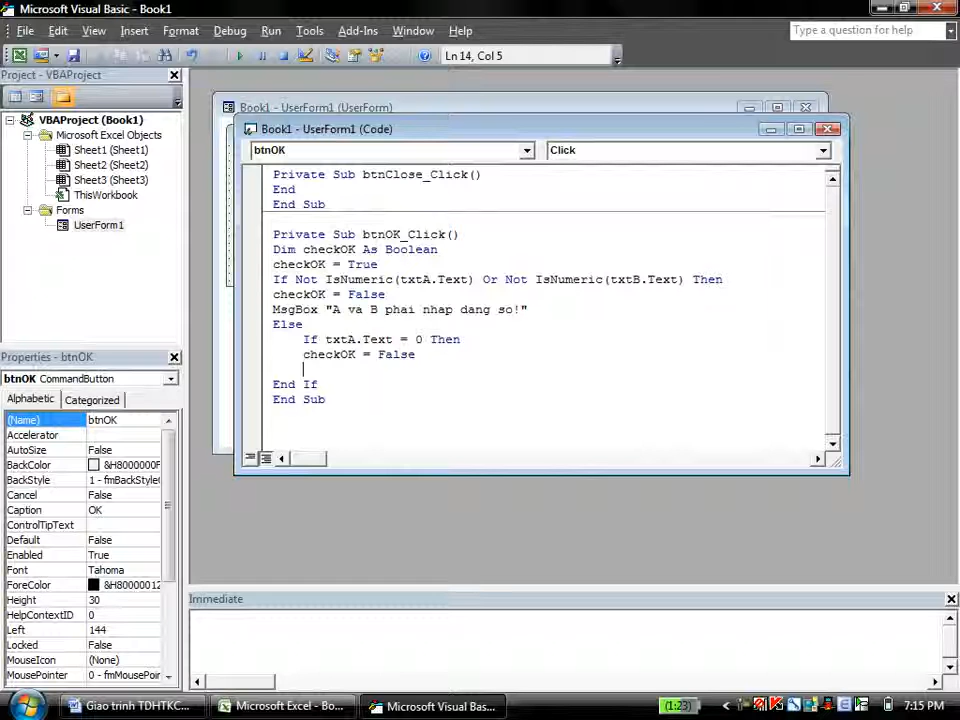 Microsoft Visual Basic - Book1
File Edit View Insert Format Debug Run Tools Add-Ins Window Help
Type a question for help
Ln 14, Col 5
Project - VBAProject
VBAProject (Book1)
Microsoft Excel Objects
Sheet1 (Sheet1)
Sheet2 (Sheet2)
Sheet3 (Sheet3)
ThisWorkbook
Forms
UserForm1
Properties - btnOK
btnOK CommandButton
Alphabetic Categorized
(Name) btnOK
Accelerator
AutoSize False
BackColor &H8000000F
BackStyle 1 - fmBackStyle
Cancel False
Caption OK
ControlTipText
Default False
Enabled True
Font Tahoma
ForeColor &H80000012
Height 30
HelpContextID 0
Left 144
Locked False
MouseIcon (None)
MousePointer 0 - fmMousePoin
Book1 - UserForm1 (UserForm)
Book1 - UserForm1 (Code)
btnOK Click
Private Sub btnClose_Click()
End
End Sub
Private Sub btnOK_Click()
Dim checkOK As Boolean
checkOK = True
If Not IsNumeric(txtA.Text) Or Not IsNumeric(txtB.Text) Then
checkOK = False
MsgBox "A va B phai nhap dang so!"
Else
If txtA.Text = 0 Then
checkOK = False
End If
End Sub
Immediate
Giao trinh TDHTKC... Microsoft Excel - Bo... Microsoft Visual Bas... (1:23) 7:15 PM